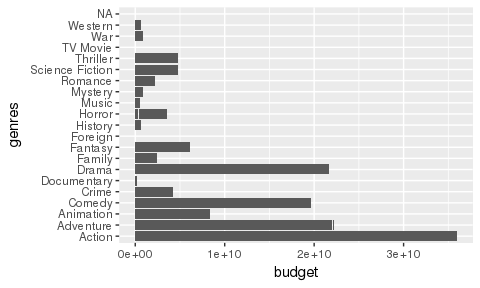 genres
NA
Western
War
TV Movie
Thriller
Science Fiction
Romance
Mystery
Music
Horror
History
Foreign
Fantasy
Family
Drama
Documentary
Crime
Comedy
Animation
Adventure
Action
0e+00 1e+10 2e+10 3e+10
budget